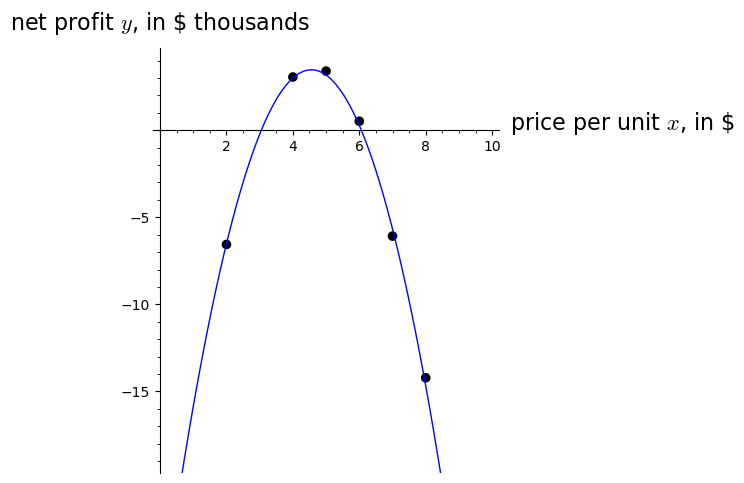 net profit y, in $ thousands
price per unit x, in $
2 4 6 8 10
−5
−10
−15